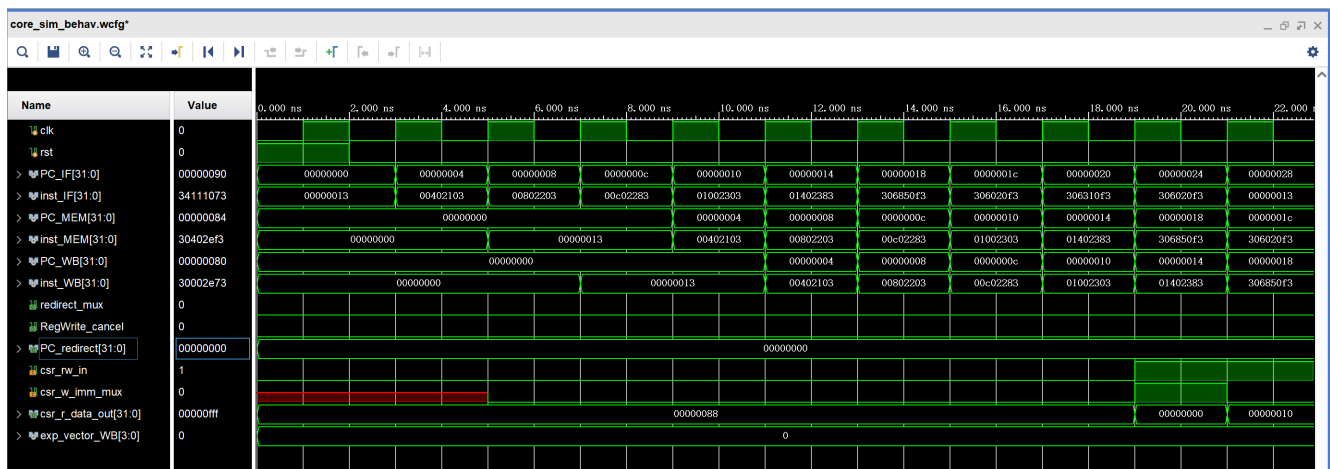 core_sim_behav.wcfg*
Name Value 0.000 ns 2.000 ns 4.000 ns 6.000 ns 8.000 ns 10.000 ns 12.000 ns 14.000 ns 16.000 ns 18.000 ns 20.000 ns 22.000
clk 0
rst 0
PC_IF[31:0] 00000090 00000000 00000004 00000008 0000000c 00000010 00000014 00000018 0000001c 00000020 00000024 00000028
inst_IF[31:0] 34111073 00000013 00402103 00802203 00c02283 01002303 01402383 306850f3 306020f3 306310f3 306020f3 00000013
PC_MEM[31:0] 00000084 00000000 00000004 00000008 0000000c 00000010 00000014 00000018 0000001c
inst_MEM[31:0] 30402ef3 00000000 00000013 00402103 00802203 00c02283 01002303 01402383 306850f3 306020f3
PC_WB[31:0] 00000080 00000000 00000004 00000008 0000000c 00000010 00000014 00000018
inst_WB[31:0] 30002e73 00000000 00000013 00402103 00802203 00c02283 01002303 01402383 306850f3
redirect_mux 0
RegWrite_cancel 0
PC_redirect[31:0] 00000000 00000000
csr_rw_in 1
csr_w_imm_mux 0
csr_r_data_out[31:0] 00000fff 00000088 00000000 00000010
exp_vector_WB[3:0] 0 0